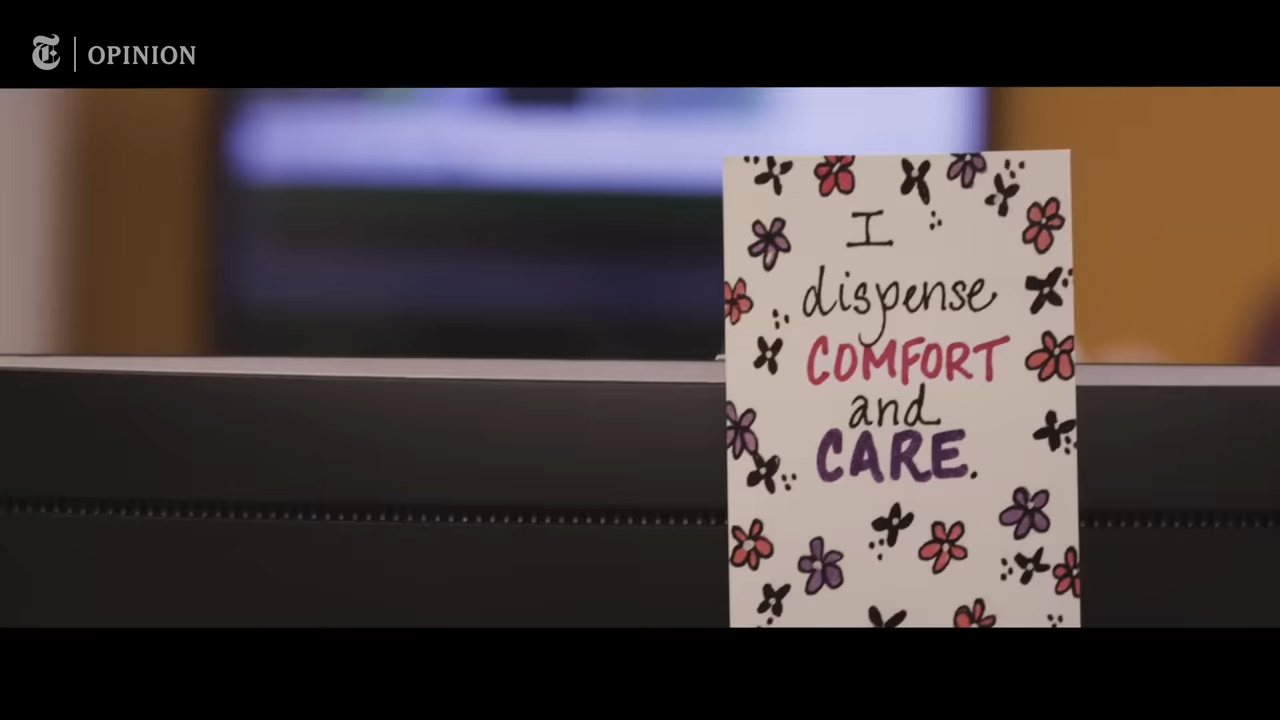 T | OPINION
I
dispense
COMFORT
and
CARE.